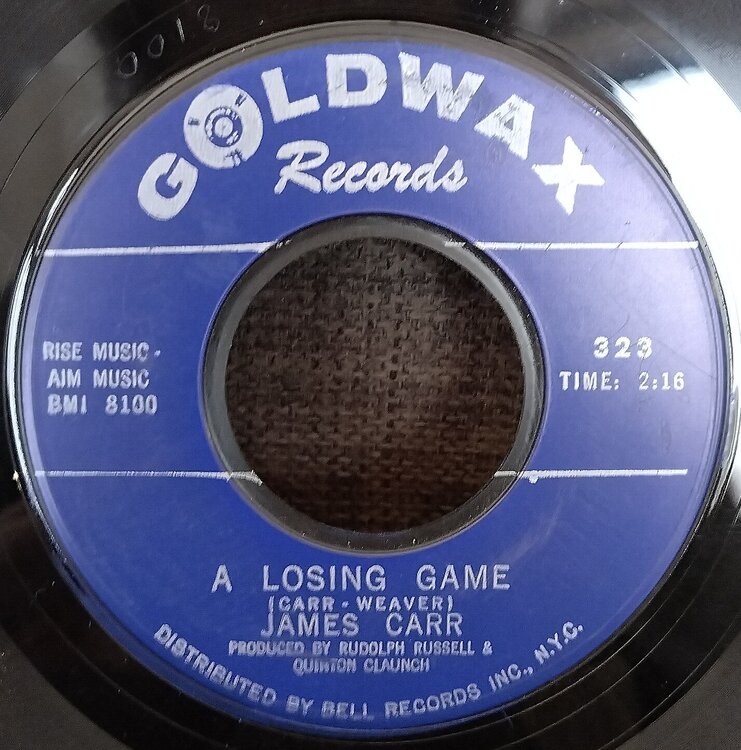 0018
GOLDWAX
Records
RISE MUSIC -
AIM MUSIC
BMI 8100
323
TIME: 2:16
A LOSING GAME
(CARR - WEAVER)
JAMES CARR
PRODUCED BY RUDOLPH RUSSELL &
QUINTON CLAUNCH
DISTRIBUTED BY BELL RECORDS INC., N.Y.C.